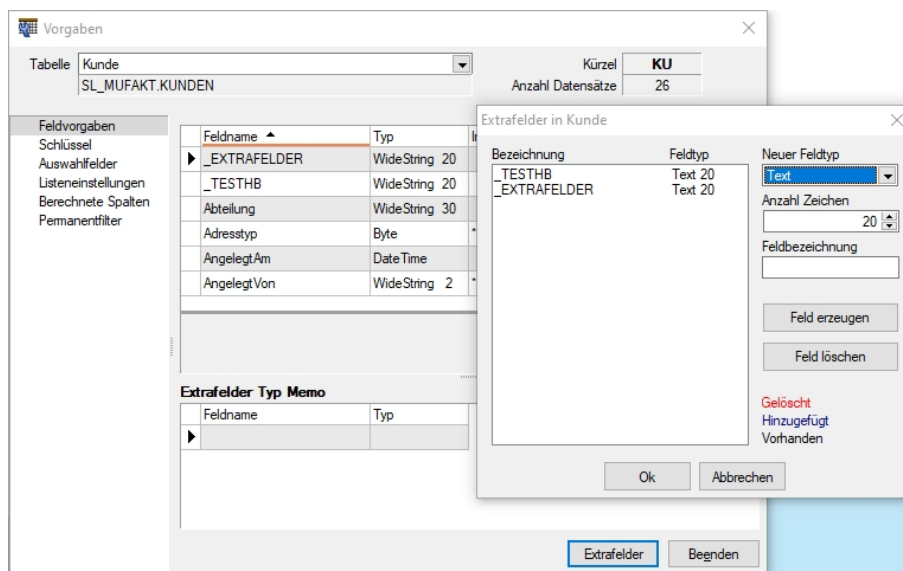 Vorgaben
Tabelle Kunde Kürzel KU
SL_MUFAKT.KUNDEN Anzahl Datensätze 26
Feldvorgaben
Schlüssel
Auswahlfelder
Listeneinstellungen
Berechnete Spalten
Permanentfilter
Feldname Typ
_EXTRAFELDER WideString 20
_TESTHB WideString 20
Abteilung WideString 30
Adresstyp Byte *
AngelegtAm DateTime
AngelegtVon WideString 2 *
Extrafelder Typ Memo
Feldname Typ
Extrafelder Beenden
Extrafelder in Kunde
Bezeichnung Feldtyp
_TESTHB Text 20
_EXTRAFELDER Text 20
Neuer Feldtyp
Text
Anzahl Zeichen
20
Feldbezeichnung
Feld erzeugen
Feld löschen
Gelöscht
Hinzugefügt
Vorhanden
Ok Abbrechen